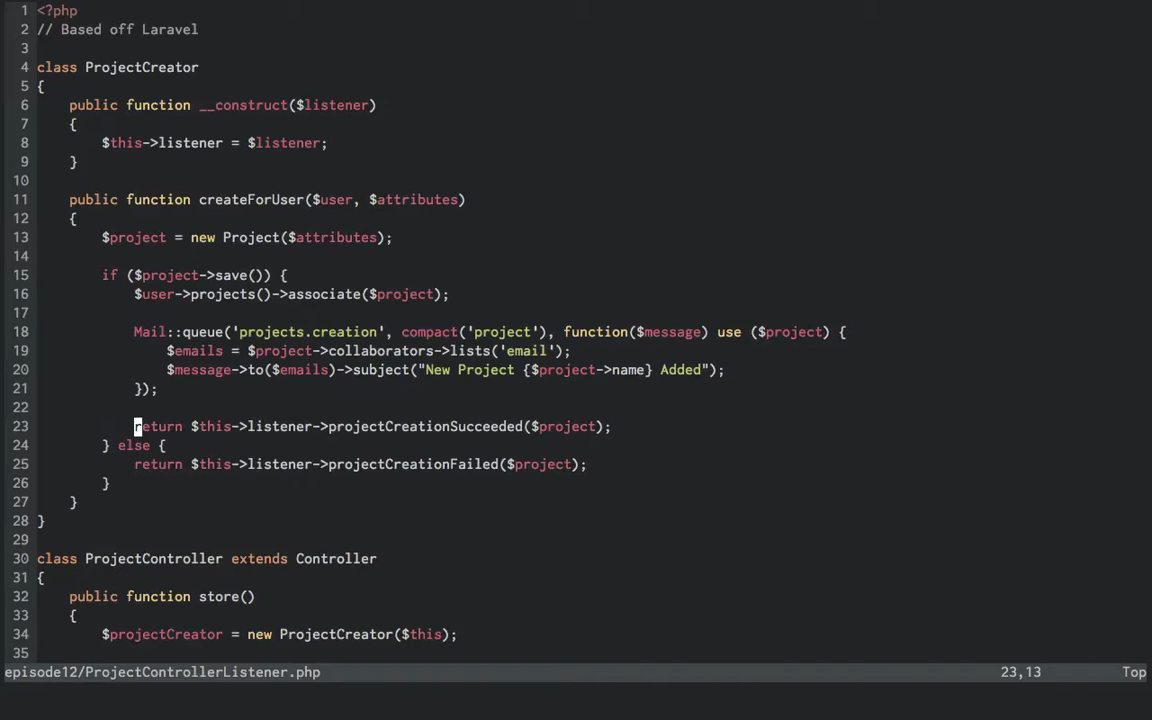 1 <?php
2 // Based off Laravel
3
4 class ProjectCreator
5 {
6     public function __construct($listener)
7     {
8         $this->listener = $listener;
9     }
10
11     public function createForUser($user, $attributes)
12     {
13         $project = new Project($attributes);
14
15         if ($project->save()) {
16             $user->projects()->associate($project);
17
18             Mail::queue('projects.creation', compact('project'), function($message) use ($project) {
19                 $emails = $project->collaborators->lists('email');
20                 $message->to($emails)->subject("New Project {$project->name} Added");
21             });
22
23             return $this->listener->projectCreationSucceeded($project);
24         } else {
25             return $this->listener->projectCreationFailed($project);
26         }
27     }
28 }
29
30 class ProjectController extends Controller
31 {
32     public function store()
33     {
34         $projectCreator = new ProjectCreator($this);
35
episode12/ProjectControllerListener.php 23,13 Top